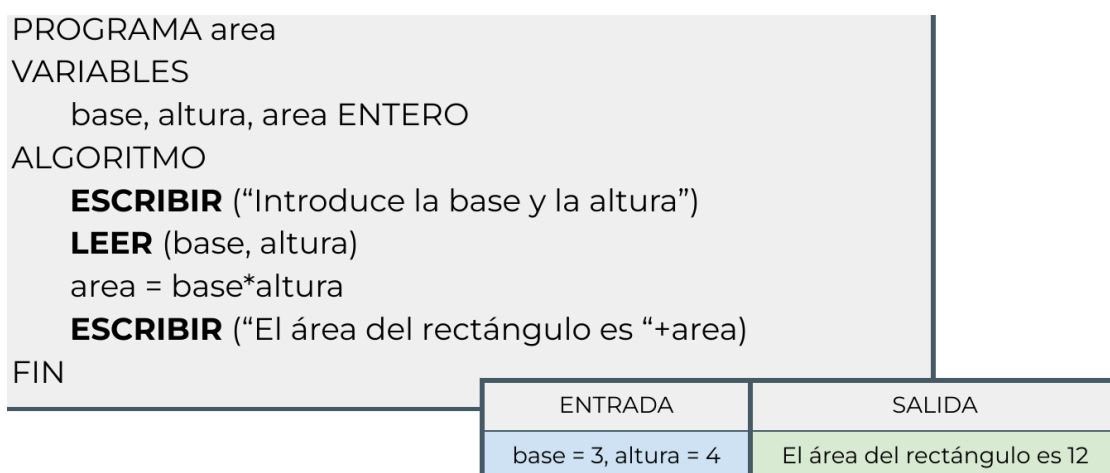 PROGRAMA area
VARIABLES
base, altura, area ENTERO
ALGORITMO
ESCRIBIR (“Introduce la base y la altura”)
LEER (base, altura)
area = base*altura
ESCRIBIR (“El área del rectángulo es “+area)
FIN
ENTRADA SALIDA
base = 3, altura = 4 El área del rectángulo es 12